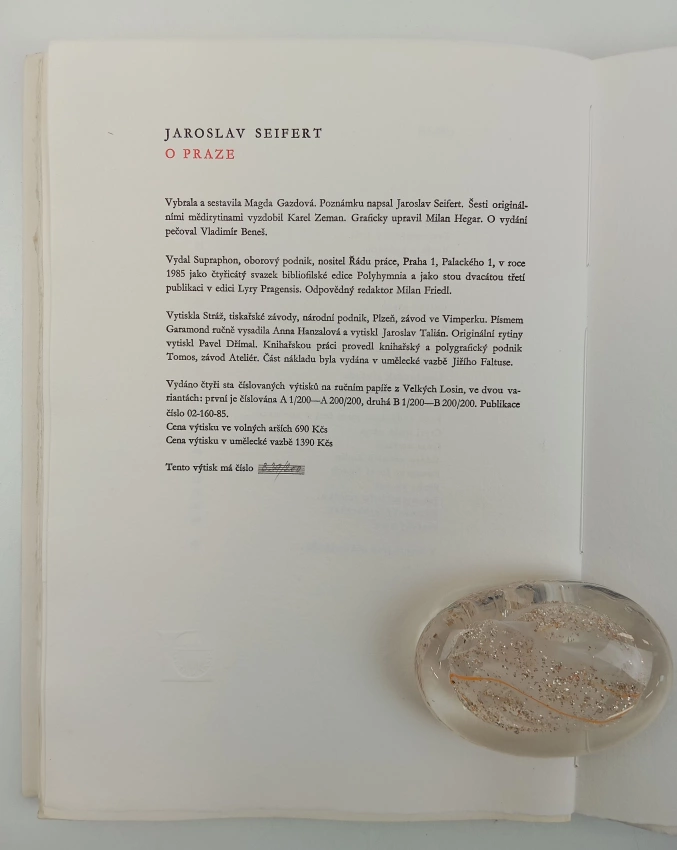 JAROSLAV SEIFERT
O PRAZE
Vybrala a sestavila Magda Gazdová. Poznámku napsal Jaroslav Seifert. Šesti originál-
ními mědirytinami vyzdobil Karel Zeman. Graficky upravil Milan Hegar. O vydání
pečoval Vladimír Beneš.
Vydal Supraphon, oborový podnik, nositel Řádu práce, Praha 1, Palackého 1, v roce
1985 jako čtyřicátý svazek bibliofilské edice Polyhymnia a jako stou dvacátou třetí
publikaci v edici Lyry Pragensis. Odpovědný redaktor Milan Friedl.
Vytiskla Stráž, tiskařské závody, národní podnik, Plzeň, závod ve Vimperku. Písmem
Garamond ručně vysadila Anna Hanzalová a vytiskl Jaroslav Talián. Originální rytiny
vytiskl Pavel Dřímal. Knihařskou práci provedl knihařský a polygrafický podnik
Tomos, závod Ateliér. Část nákladu byla vydána v umělecké vazbě Jiřího Faltuse.
Vydáno čtyři sta číslovaných výtisků na ručním papíře z Velkých Losin, ve dvou va-
riantách: první je číslována A 1/200—A 200/200, druhá B 1/200—B 200/200. Publikace
číslo 02-160-85.
Cena výtisku ve volných arších 690 Kčs
Cena výtisku v umělecké vazbě 1390 Kčs
Tento výtisk má číslo